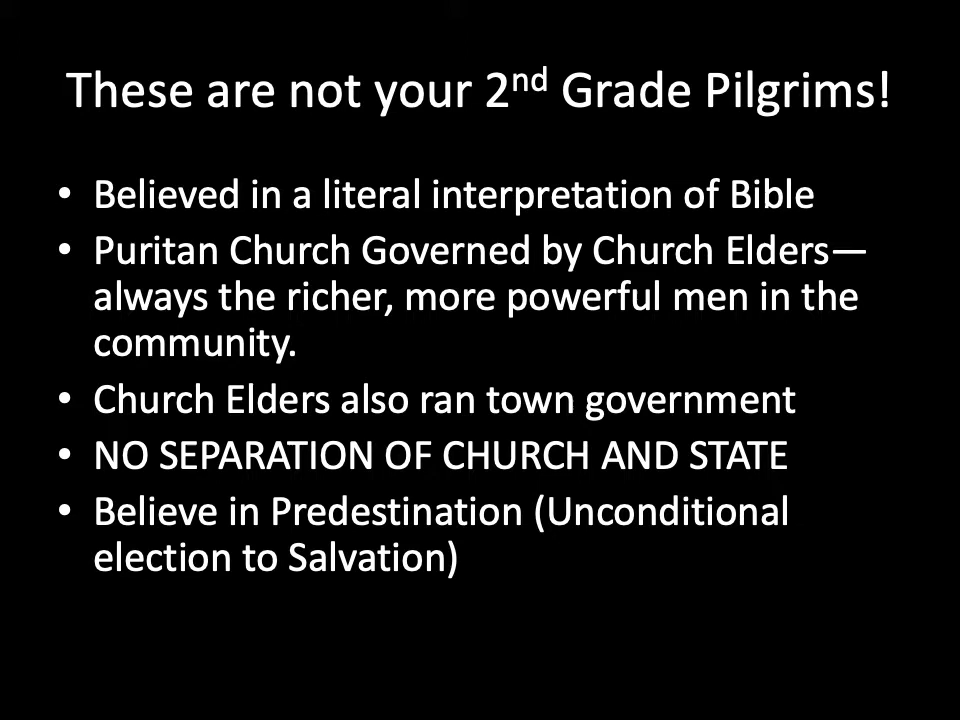 These are not your 2nd Grade Pilgrims!
• Believed in a literal interpretation of Bible
• Puritan Church Governed by Church Elders—
always the richer, more powerful men in the
community.
• Church Elders also ran town government
• NO SEPARATION OF CHURCH AND STATE
• Believe in Predestination (Unconditional
election to Salvation)